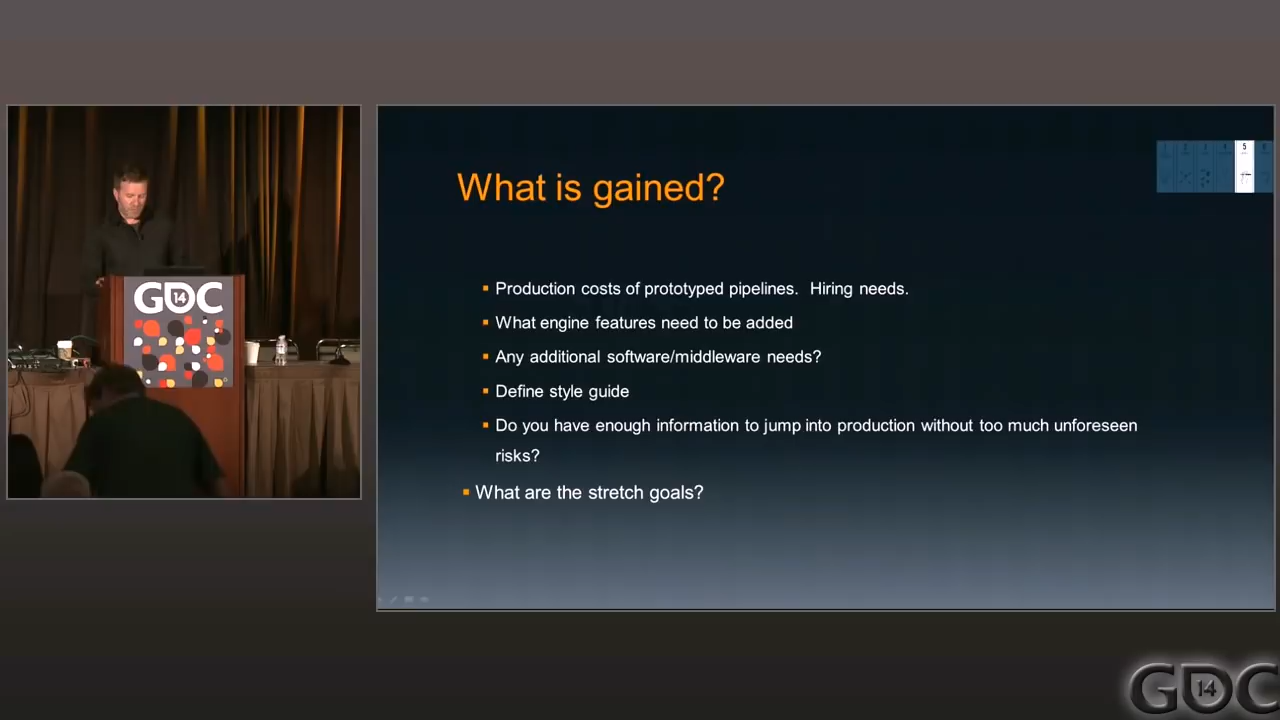 GDC
14
5
What is gained?
Production costs of prototyped pipelines.  Hiring needs.
What engine features need to be added
Any additional software/middleware needs?
Define style guide
Do you have enough information to jump into production without too much unforeseen
risks?
What are the stretch goals?
GDC
14